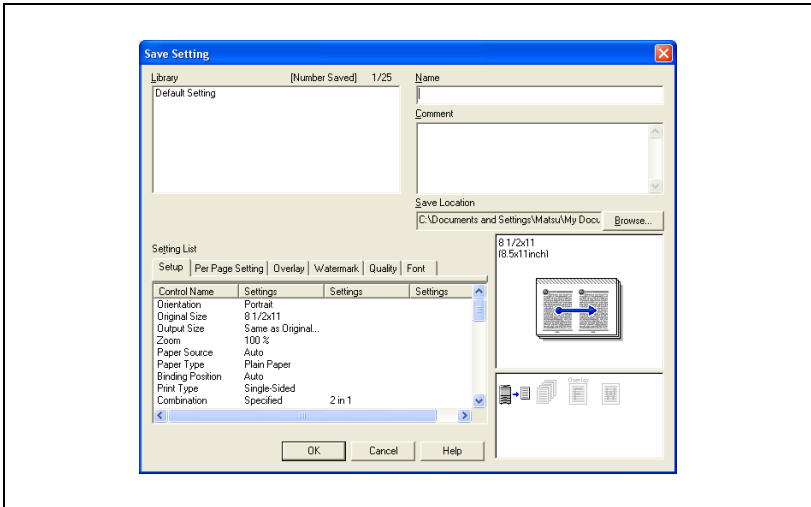 Save Setting
Library [Number Saved] 1/25
Default Setting
Name
Comment
Save Location
C:\Documents and Settings\Matsu\My Docu Browse...
Setting List
Setup Per Page Setting Overlay Watermark Quality Font
Control Name Settings Settings Settings
Orientation Portrait
Original Size 8 1/2x11
Output Size Same as Original...
Zoom 100 %
Paper Source Auto
Paper Type Plain Paper
Binding Position Auto
Print Type Single-Sided
Combination Specified 2 in 1
8 1/2x11
(8.5x11inch)
Overlay
OK Cancel Help